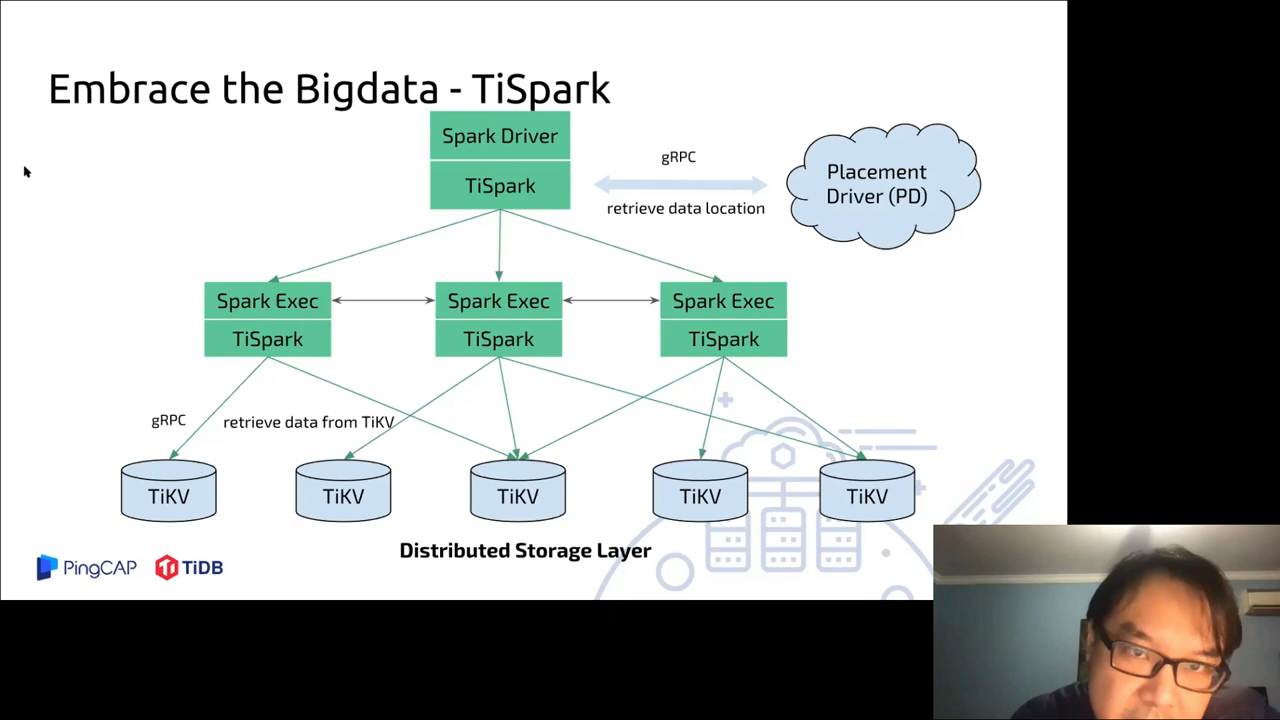 Embrace the Bigdata - TiSpark
Spark Driver
TiSpark
gRPC
retrieve data location
Placement
Driver (PD)
Spark Exec
TiSpark
Spark Exec
TiSpark
Spark Exec
TiSpark
gRPC
retrieve data from TiKV
TiKV
TiKV
TiKV
TiKV
TiKV
Distributed Storage Layer
PingCAP
TiDB